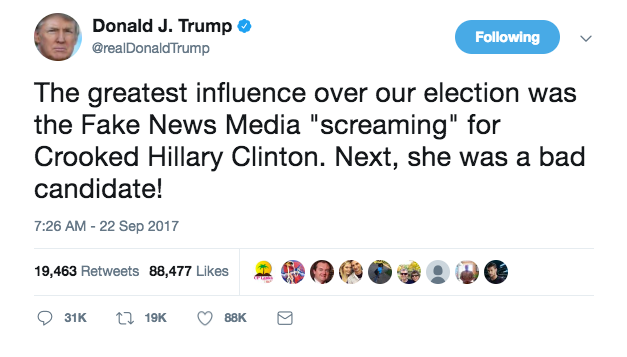 Donald J. Trump
@realDonaldTrump
Following
The greatest influence over our election was
the Fake News Media "screaming" for
Crooked Hillary Clinton. Next, she was a bad
candidate!
7:26 AM - 22 Sep 2017
19,463 Retweets 88,477 Likes
31K 19K 88K